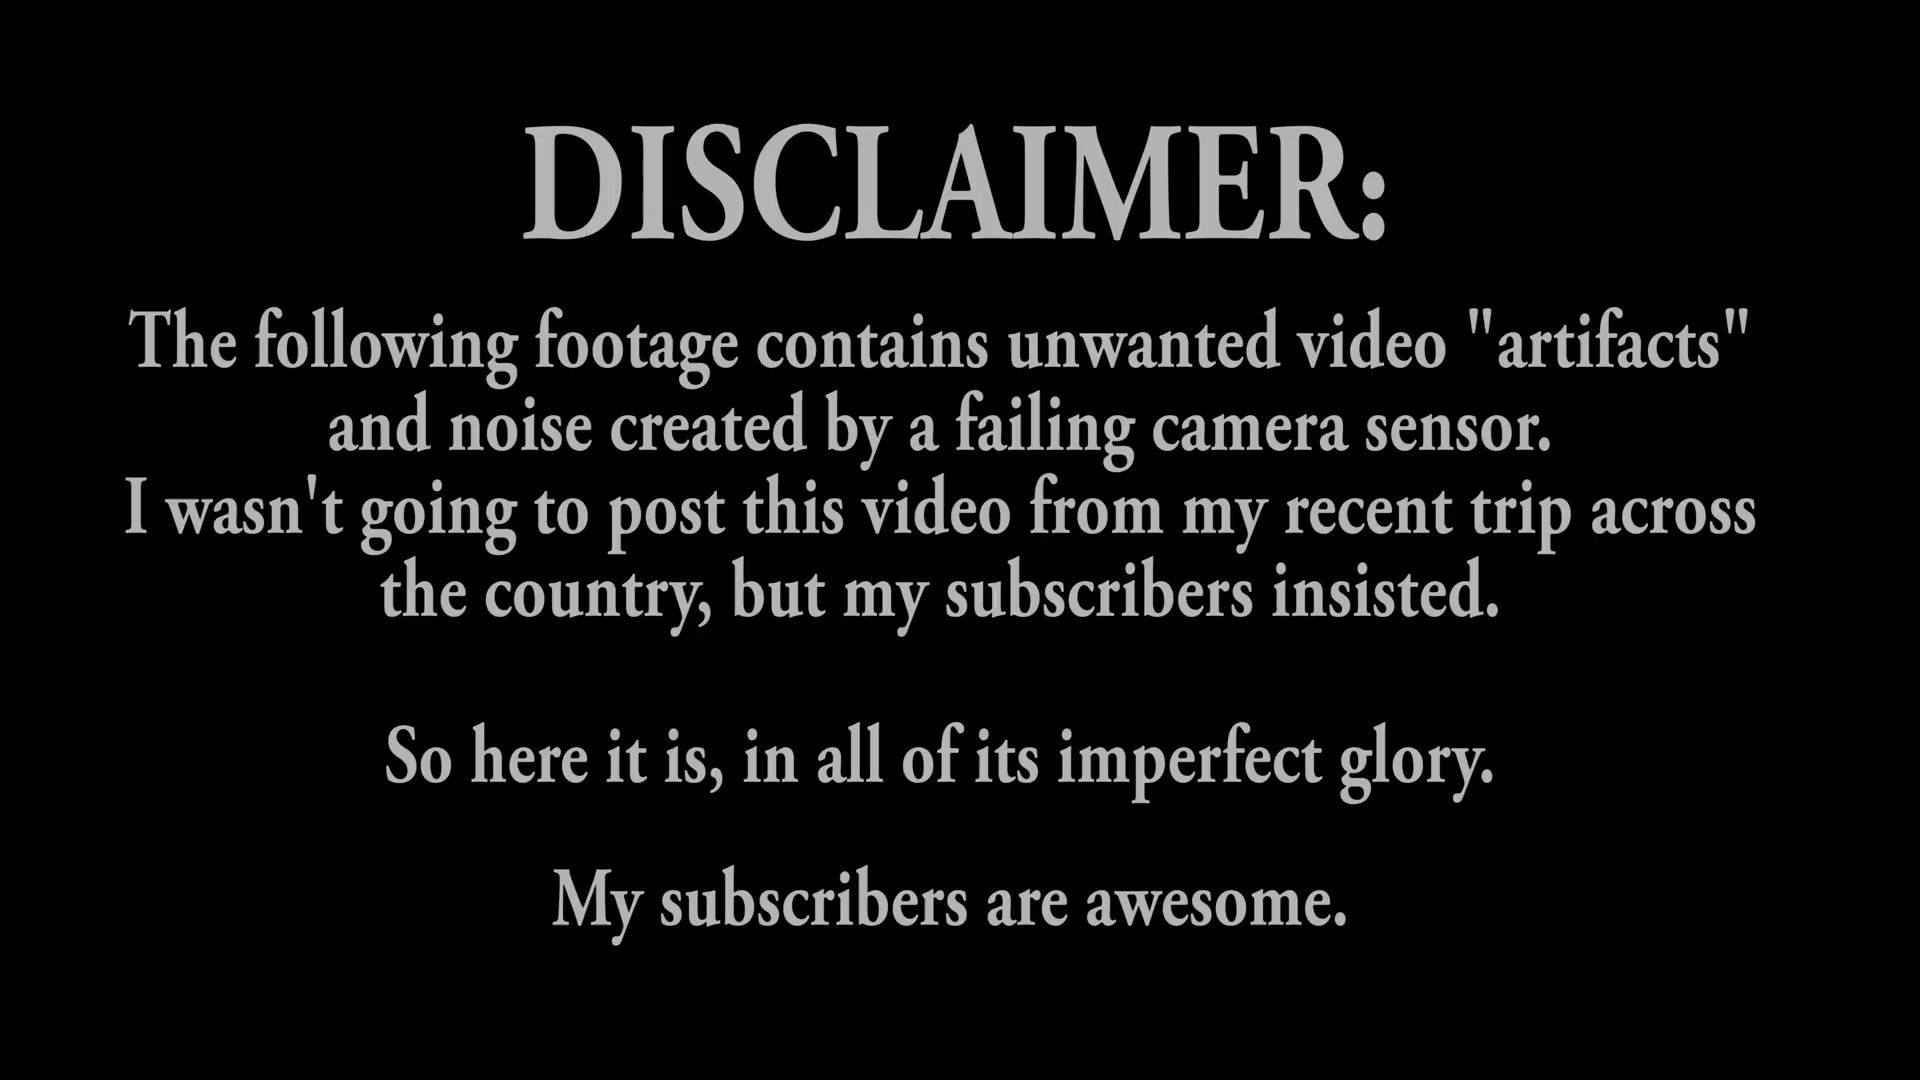 DISCLAIMER:
The following footage contains unwanted video "artifacts"
and noise created by a failing camera sensor.
I wasn't going to post this video from my recent trip across
the country, but my subscribers insisted.
So here it is, in all of its imperfect glory.
My subscribers are awesome.